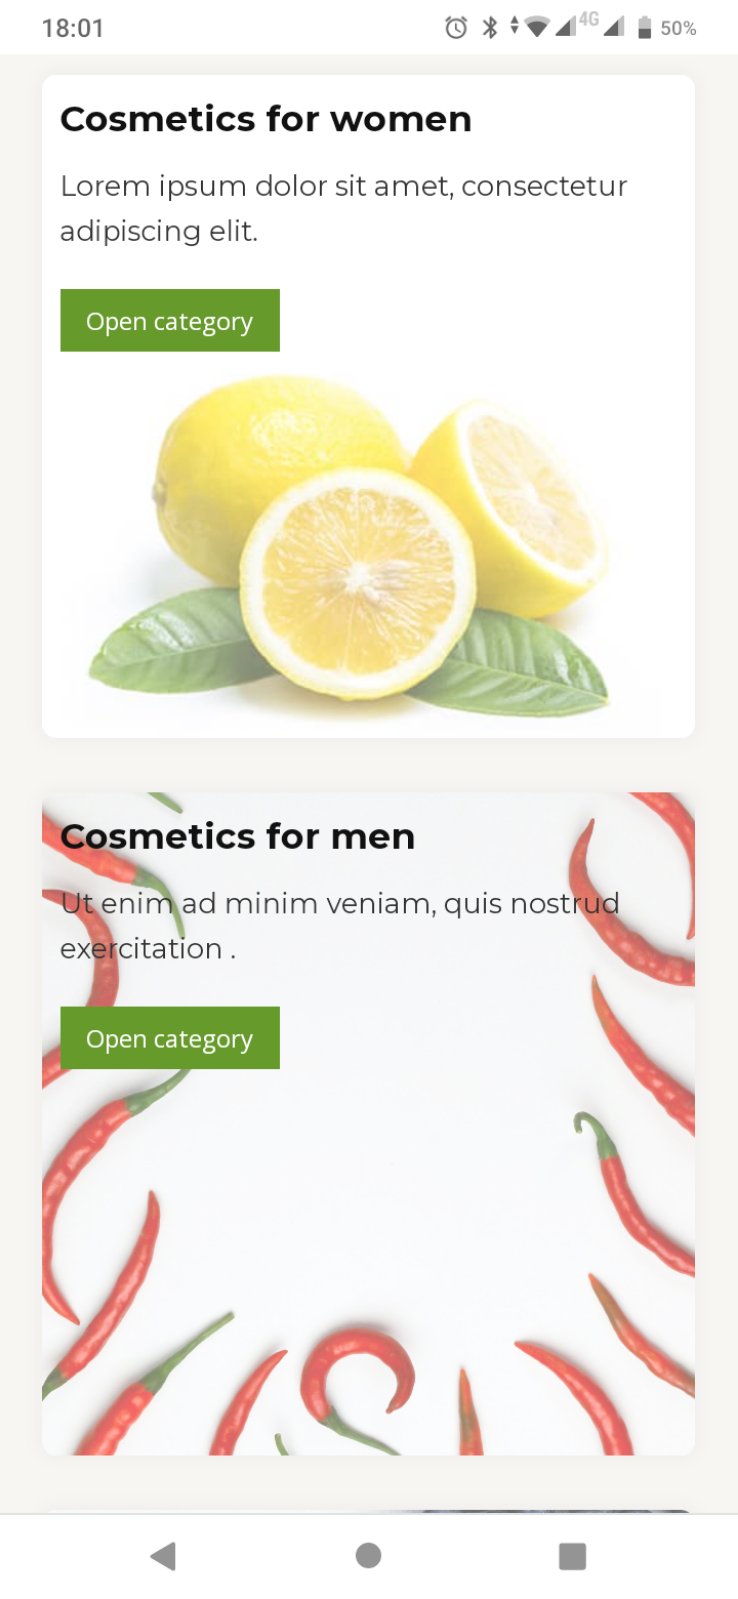 18:01
4G
50%
Cosmetics for women
Lorem ipsum dolor sit amet, consectetur
adipiscing elit.
Open category
Cosmetics for men
Ut enim ad minim veniam, quis nostrud
exercitation .
Open category